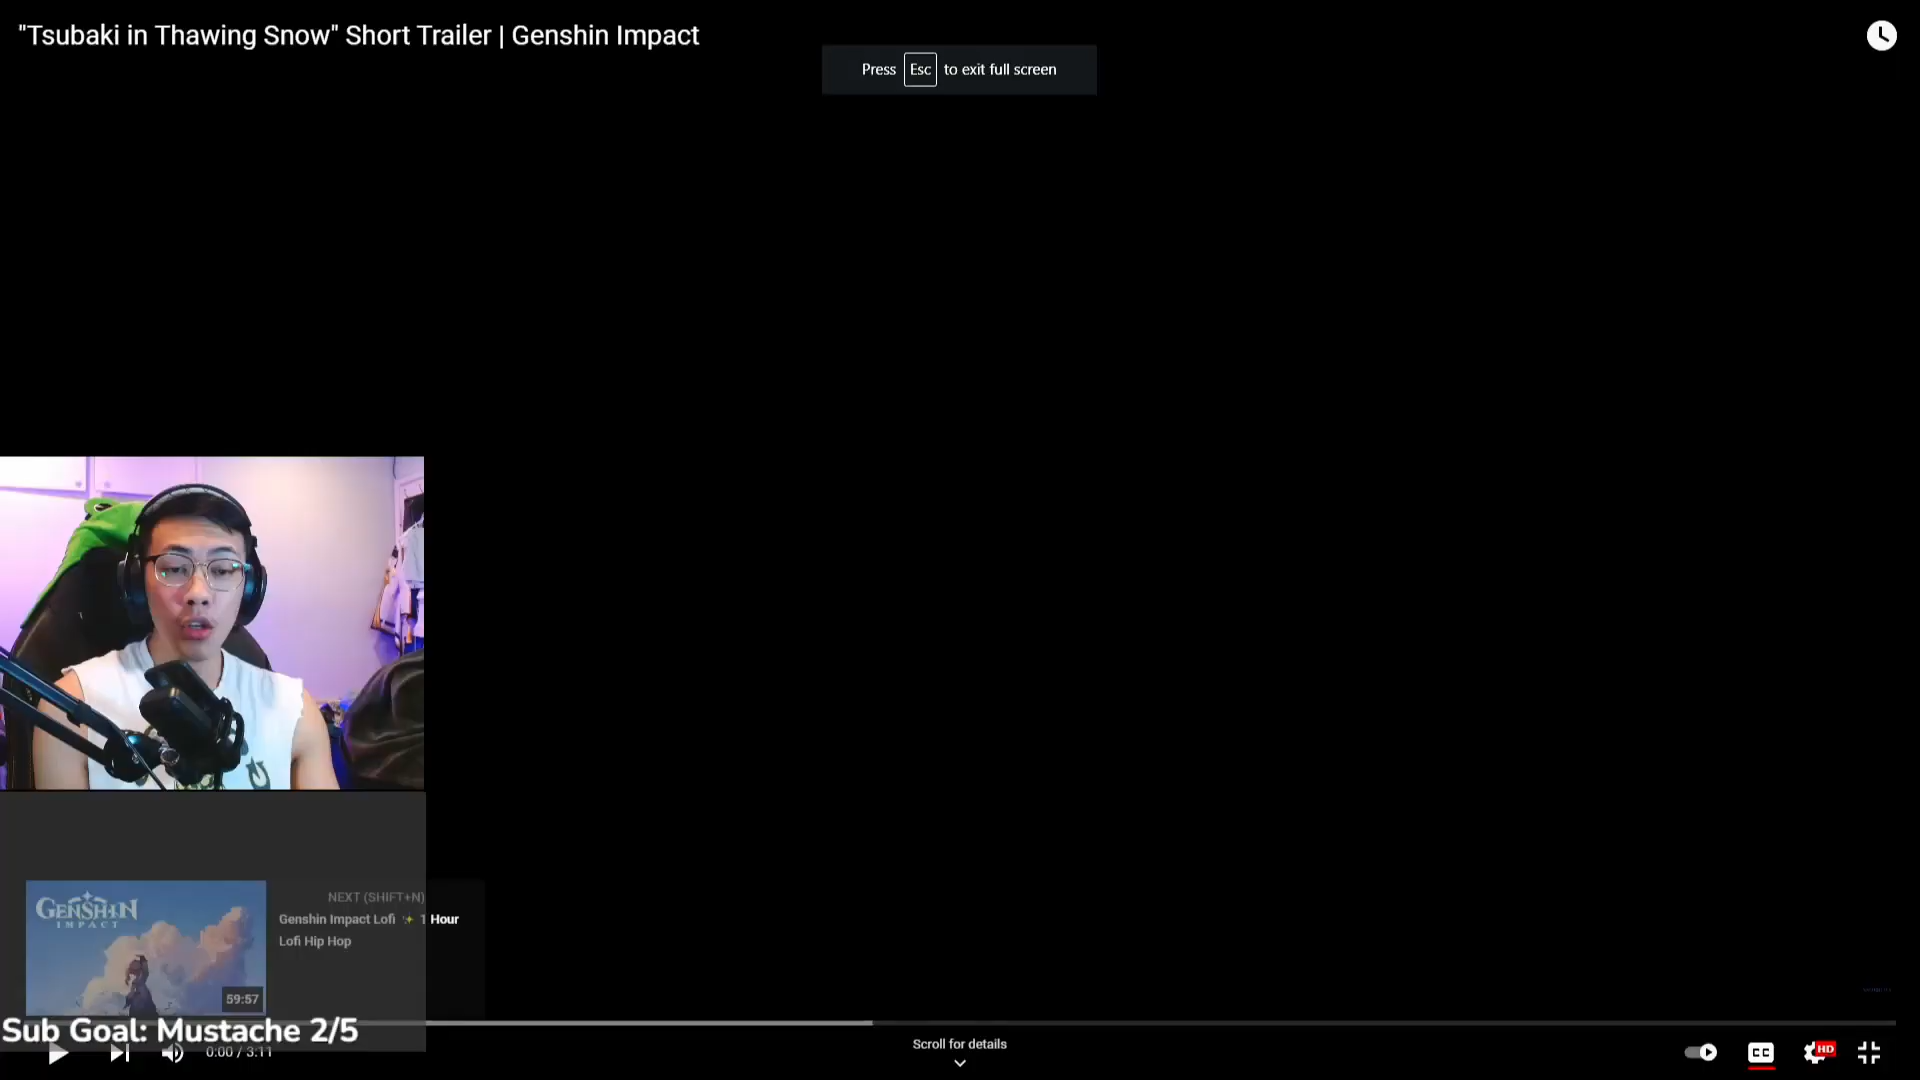 "Tsubaki in Thawing Snow" Short Trailer | Genshin Impact
Press Esc to exit full screen
NEXT (SHIFT+N)
GENSHIN
IMPACT
Genshin Impact Lofi ✨ 1 Hour
Lofi Hip Hop
59:57
Sub Goal: Mustache 2/5
0:00 / 3:11
Scroll for details
CC
HD